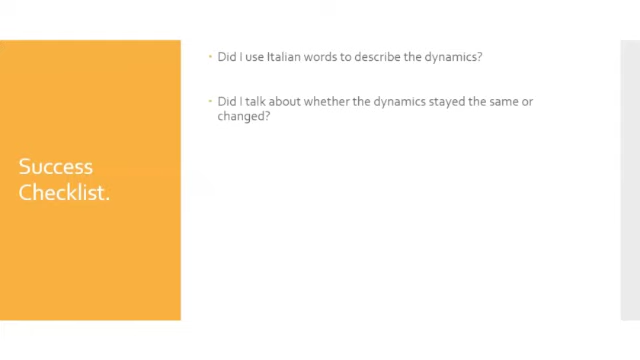 Success
Checklist.
• Did I use Italian words to describe the dynamics?
• Did I talk about whether the dynamics stayed the same or
changed?